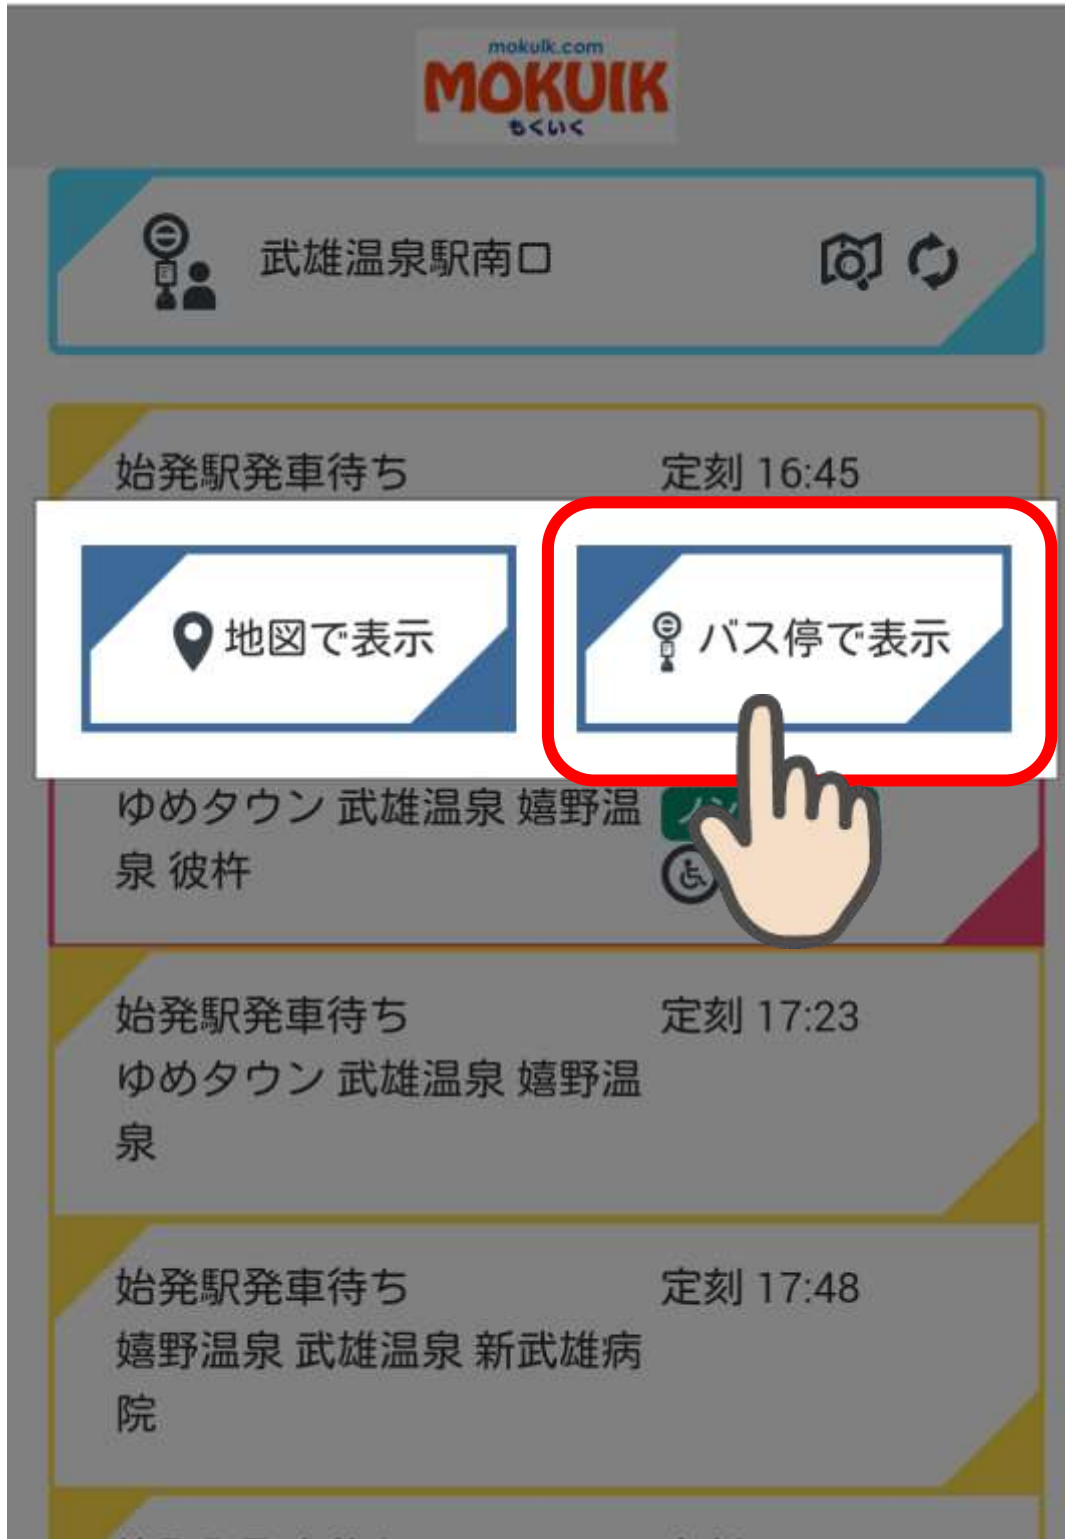 mokuik.com
MOKUIK
もくいく
武雄温泉駅南口
始発駅発車待ち 定刻 16:45
地図で表示 バス停で表示
ゆめタウン 武雄温泉 嬉野温
泉 彼杵
始発駅発車待ち 定刻 17:23
ゆめタウン 武雄温泉 嬉野温
泉
始発駅発車待ち 定刻 17:48
嬉野温泉 武雄温泉 新武雄病
院